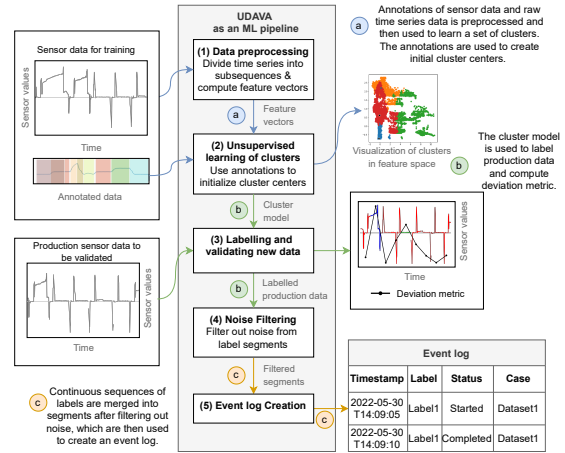 UDAVA
as an ML pipeline
Sensor data for training
Sensor values
Time
Annotated data
Production sensor data to
be validated
Sensor values
Time
(1) Data preprocessing
Divide time series into
subsequences &
compute feature vectors
a
Feature
vectors
(2) Unsupervised
learning of clusters
Use annotations to
initialize cluster centers
b
Cluster
model
(3) Labelling and
validating new data
b
Labelled
production data
(4) Noise Filtering
Filter out noise from
label segments
c
Filtered
segments
(5) Event log Creation
c
a
Annotations of sensor data and raw
time series data is preprocessed and
then used to learn a set of clusters.
The annotations are used to create
initial cluster centers.
Visualization of clusters
in feature space
b
The cluster model
is used to label
production data
and compute
deviation metric.
Sensor values
Time
Deviation metric
c
Continuous sequences of
labels are merged into
segments after filtering out
noise, which are then used
to create an event log.
Event log
Timestamp Label Status Case
2022-05-30
T14:09:05 Label1 Started Dataset1
2022-05-30
T14:09:10 Label1 Completed Dataset1